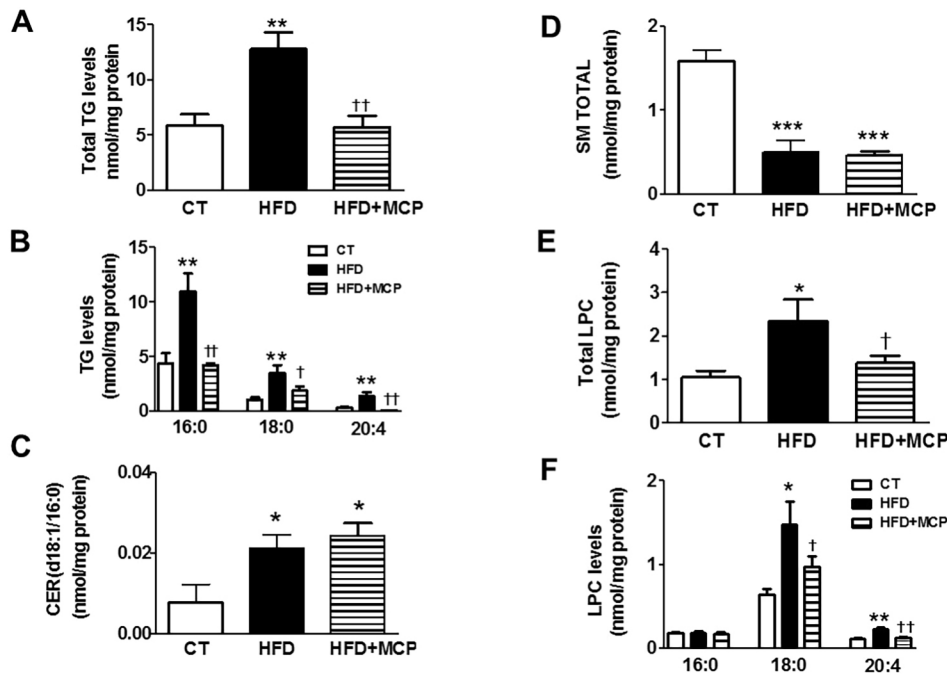 A
Total TG levels
nmol/mg protein
15
10
5
0
**
††
CT HFD HFD+MCP
B
TG levels
(nmol/mg protein)
15
10
5
0
CT
HFD
HFD+MCP
**
††
**
†
**
††
16:0 18:0 20:4
C
CER(d18:1/16:0)
(nmol/mg protein)
0.04
0.02
0.00
*
*
CT HFD HFD+MCP
D
SM TOTAL
(nmol/mg protein)
2
1
0
***
***
CT HFD HFD+MCP
E
Total LPC
(nmol/mg protein)
4
3
2
1
0
*
†
CT HFD HFD+MCP
F
LPC levels
(nmol/mg protein)
2
1
0
CT
HFD
HFD+MCP
*
†
**
††
16:0 18:0 20:4